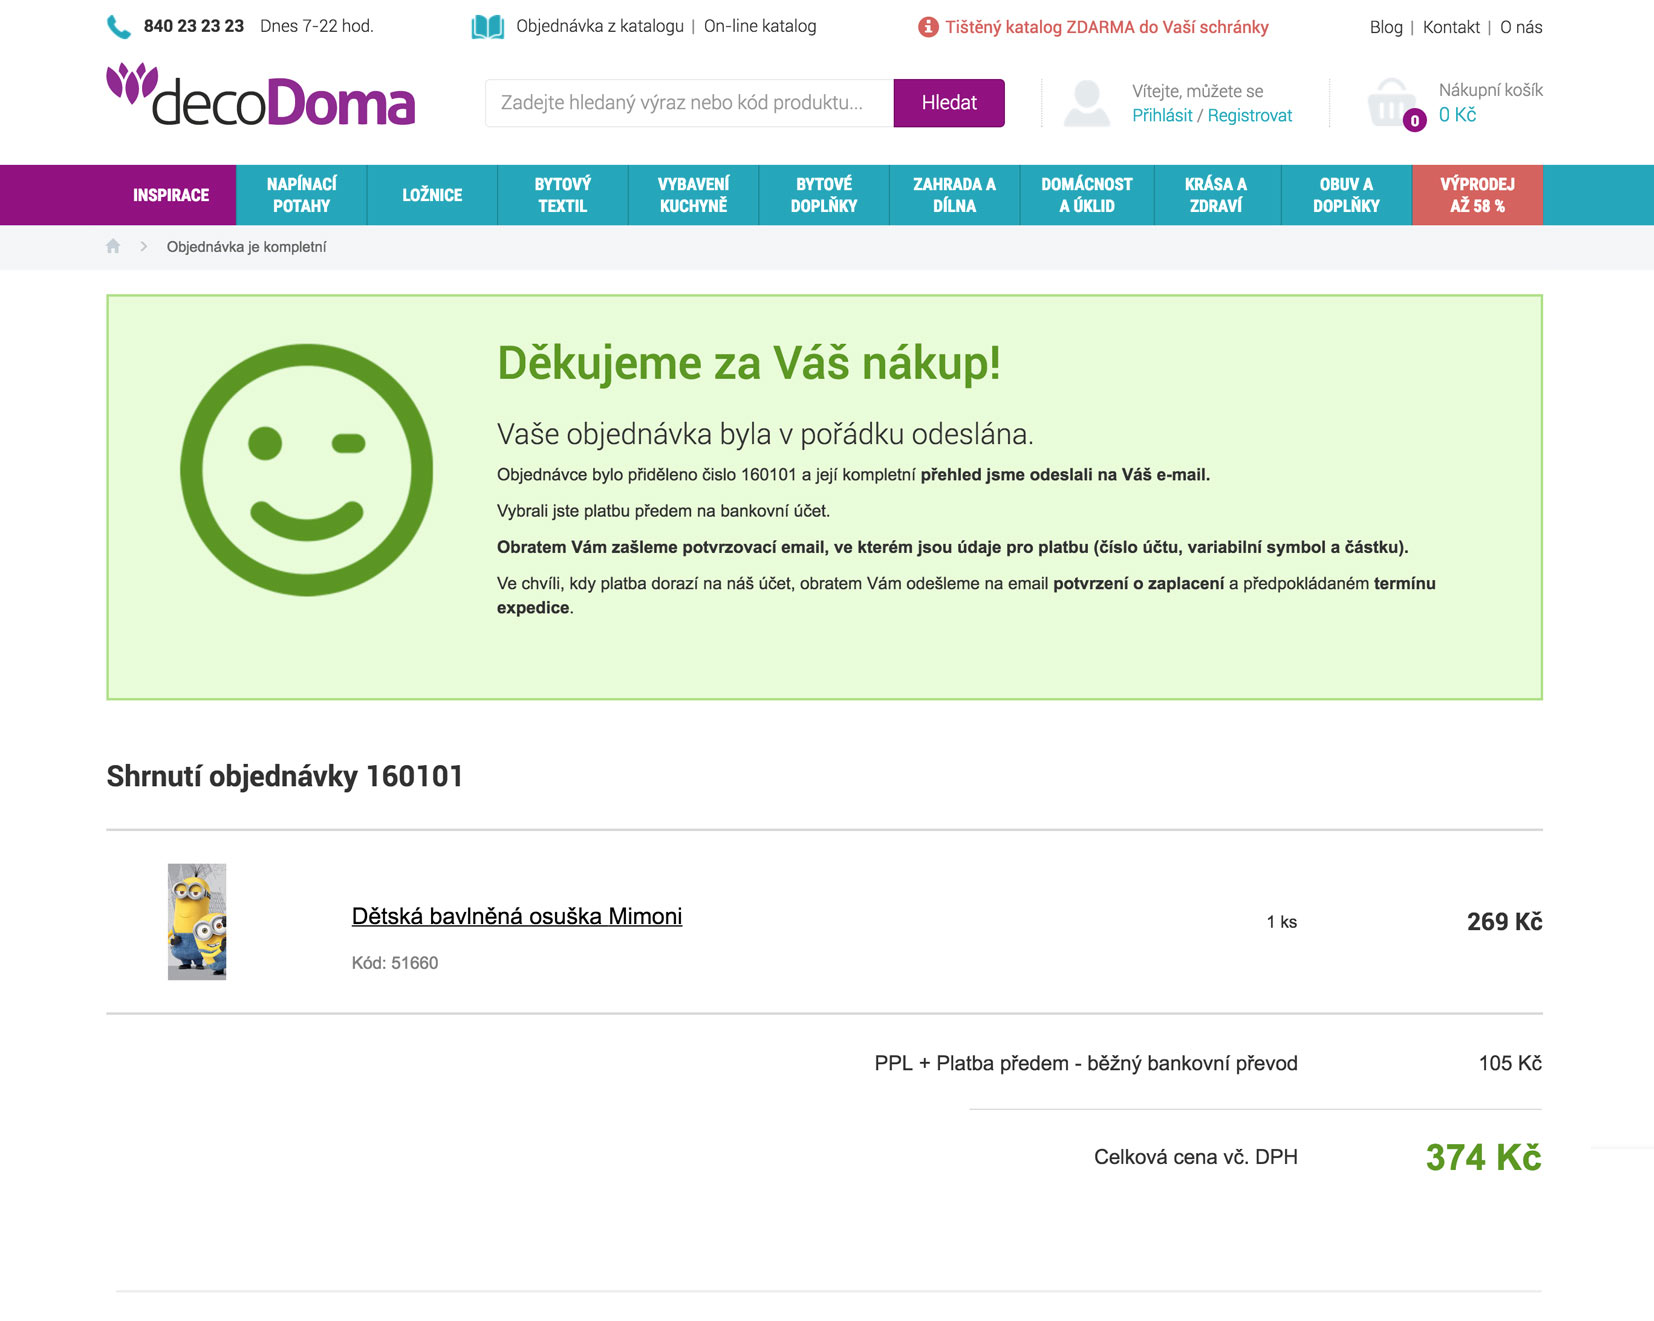 840 23 23 23 Dnes 7-22 hod.
Objednávka z katalogu | On-line katalog
Tištěný katalog ZDARMA do Vaší schránky
Blog | Kontakt | O nás
decoDoma
Zadejte hledaný výraz nebo kód produktu...
Hledat
Vítejte, můžete se
Přihlásit / Registrovat
0
Nákupní košík
0 Kč
INSPIRACE
NAPÍNACÍ
POTAHY
LOŽNICE
BYTOVÝ
TEXTIL
VYBAVENÍ
KUCHYNĚ
BYTOVÉ
DOPLŇKY
ZAHRADA A
DÍLNA
DOMÁCNOST
A ÚKLID
KRÁSA A
ZDRAVÍ
OBUV A
DOPLŇKY
VÝPRODEJ
AŽ 58 %
Objednávka je kompletní
Děkujeme za Váš nákup!
Vaše objednávka byla v pořádku odeslána.
Objednávce bylo přiděleno čislo 160101 a její kompletní přehled jsme odeslali na Váš e-mail.
Vybrali jste platbu předem na bankovní účet.
Obratem Vám zašleme potvrzovací email, ve kterém jsou údaje pro platbu (číslo účtu, variabilní symbol a částku).
Ve chvíli, kdy platba dorazí na náš účet, obratem Vám odešleme na email potvrzení o zaplacení a předpokládaném termínu
expedice.
Shrnutí objednávky 160101
Dětská bavlněná osuška Mimoni
Kód: 51660
1 ks
269 Kč
PPL + Platba předem - běžný bankovní převod
105 Kč
Celková cena vč. DPH
374 Kč